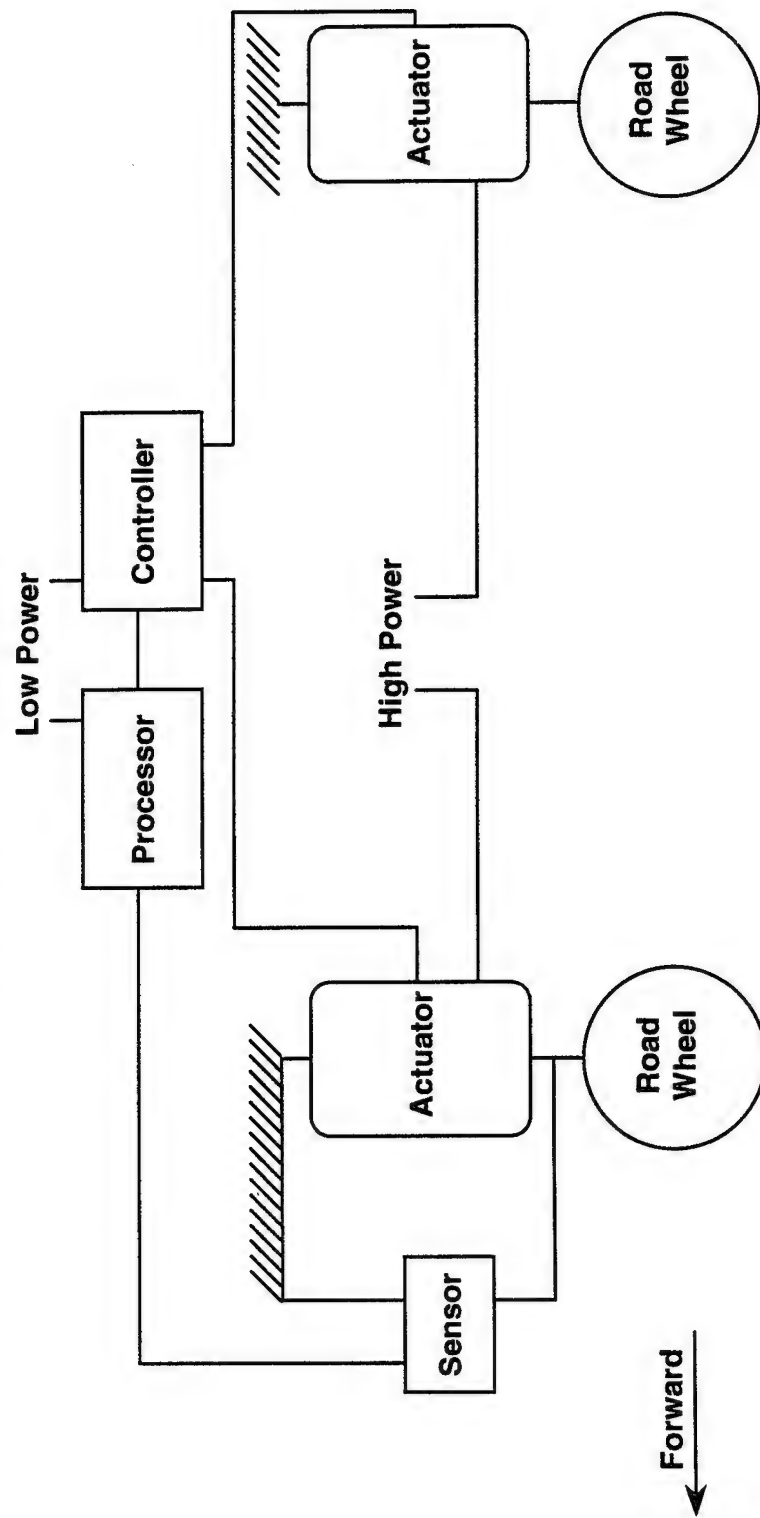 Low Power
Processor
Controller
High Power
Sensor
Actuator
Actuator
Road
Wheel
Road
Wheel
Forward